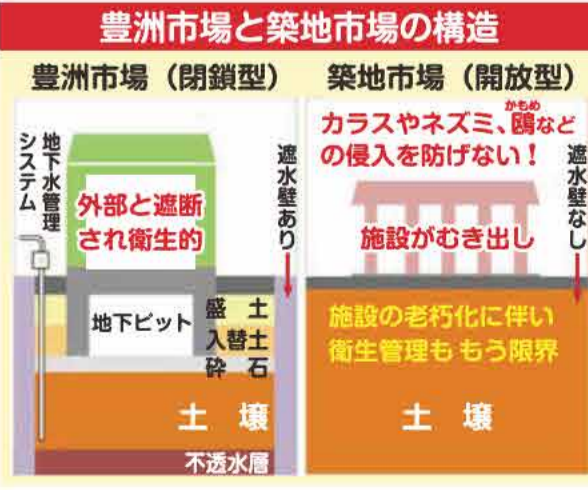 豊洲市場と築地市場の構造
豊洲市場（閉鎖型）
地下水管理
システム
外部と遮断
され衛生的
遮水壁あり
地下ピット
盛土
入替土
砕石
土壌
不透水層
築地市場（開放型）
カラスやネズミ、鷗など
かもめ
の侵入を防げない！
遮水壁なし
施設がむき出し
施設の老朽化に伴い
衛生管理ももう限界
土壌